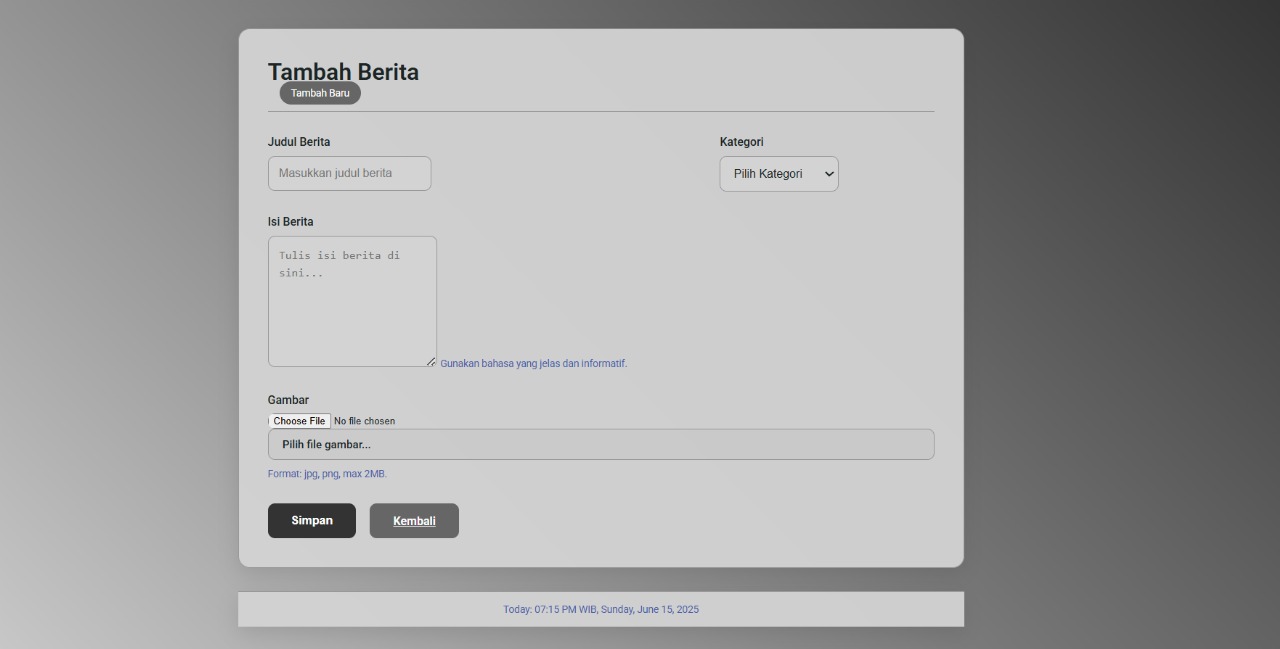 Tambah Berita
Tambah Baru
Judul Berita
Kategori
Masukkan judul berita
Pilih Kategori
Isi Berita
Tulis isi berita di
sini...
Gunakan bahasa yang jelas dan informatif.
Gambar
Choose File No file chosen
Pilih file gambar...
Format: jpg, png, max 2MB.
Simpan
Kembali
Today: 07:15 PM WIB, Sunday, June 15, 2025